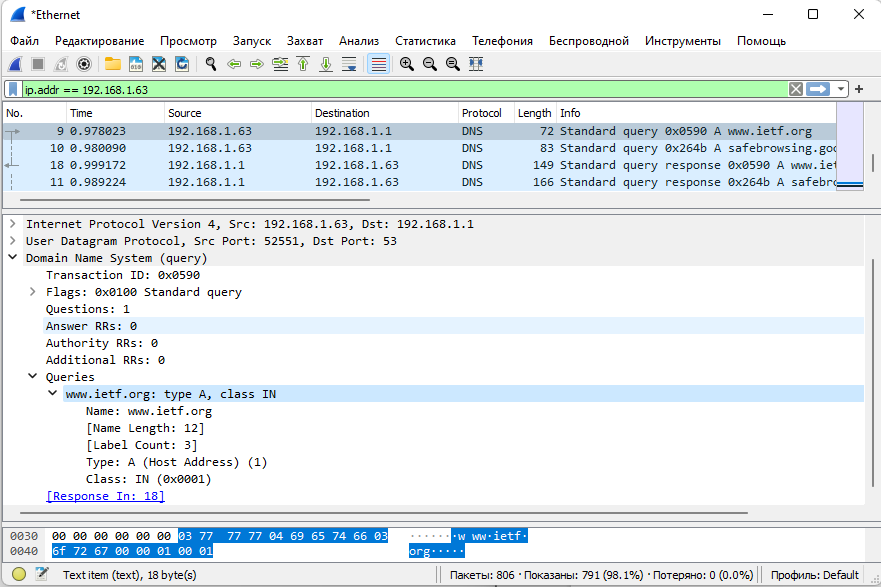 *Ethernet
Файл Редактирование Просмотр Запуск Захват Анализ Статистика Телефония Беспроводной Инструменты Помощь
ip.addr == 192.168.1.63
No. Time Source Destination Protocol Length Info
9 0.978023 192.168.1.63 192.168.1.1 DNS 72 Standard query 0x0590 A www.ietf.org
10 0.980090 192.168.1.63 192.168.1.1 DNS 83 Standard query 0x264b A safebrowsing.goo
18 0.999172 192.168.1.1 192.168.1.63 DNS 149 Standard query response 0x0590 A www.iet
11 0.989224 192.168.1.1 192.168.1.63 DNS 166 Standard query response 0x264b A safebro
Internet Protocol Version 4, Src: 192.168.1.63, Dst: 192.168.1.1
User Datagram Protocol, Src Port: 52551, Dst Port: 53
Domain Name System (query)
Transaction ID: 0x0590
Flags: 0x0100 Standard query
Questions: 1
Answer RRs: 0
Authority RRs: 0
Additional RRs: 0
Queries
www.ietf.org: type A, class IN
Name: www.ietf.org
[Name Length: 12]
[Label Count: 3]
Type: A (Host Address) (1)
Class: IN (0x0001)
[Response In: 18]
0030 00 00 00 00 00 00 03 77 77 77 04 69 65 74 66 03 ·······w ww·ietf·
0040 6f 72 67 00 00 01 00 01 org·····
Text item (text), 18 byte(s) Пакеты: 806 · Показаны: 791 (98.1%) · Потеряно: 0 (0.0%) Профиль: Default